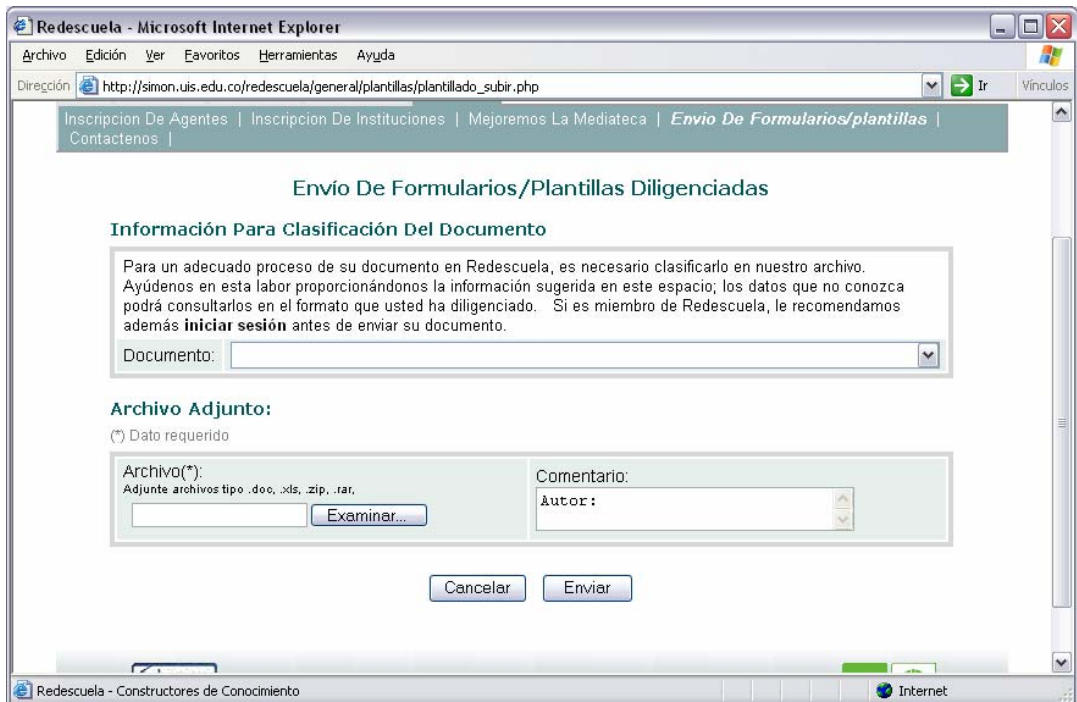 Redescuela - Microsoft Internet Explorer
Archivo Edición Ver Favoritos Herramientas Ayuda
Dirección http://simon.uis.edu.co/redescuela/general/plantillas/plantillado_subir.php Ir Vínculos
Inscripcion De Agentes | Inscripcion De Instituciones | Mejoremos La Mediateca | Envio De Formularios/plantillas |
Contactenos |
Envío De Formularios/Plantillas Diligenciadas
Información Para Clasificación Del Documento
Para un adecuado proceso de su documento en Redescuela, es necesario clasificarlo en nuestro archivo.
Ayúdenos en esta labor proporcionándonos la información sugerida en este espacio; los datos que no conozca
podrá consultarlos en el formato que usted ha diligenciado. Si es miembro de Redescuela, le recomendamos
además iniciar sesión antes de enviar su documento.
Documento:
Archivo Adjunto:
(*) Dato requerido
Archivo(*):
Adjunte archivos tipo .doc, .xls, .zip, .rar,
Examinar...
Comentario:
Autor:
Cancelar Enviar
Redescuela - Constructores de Conocimiento Internet